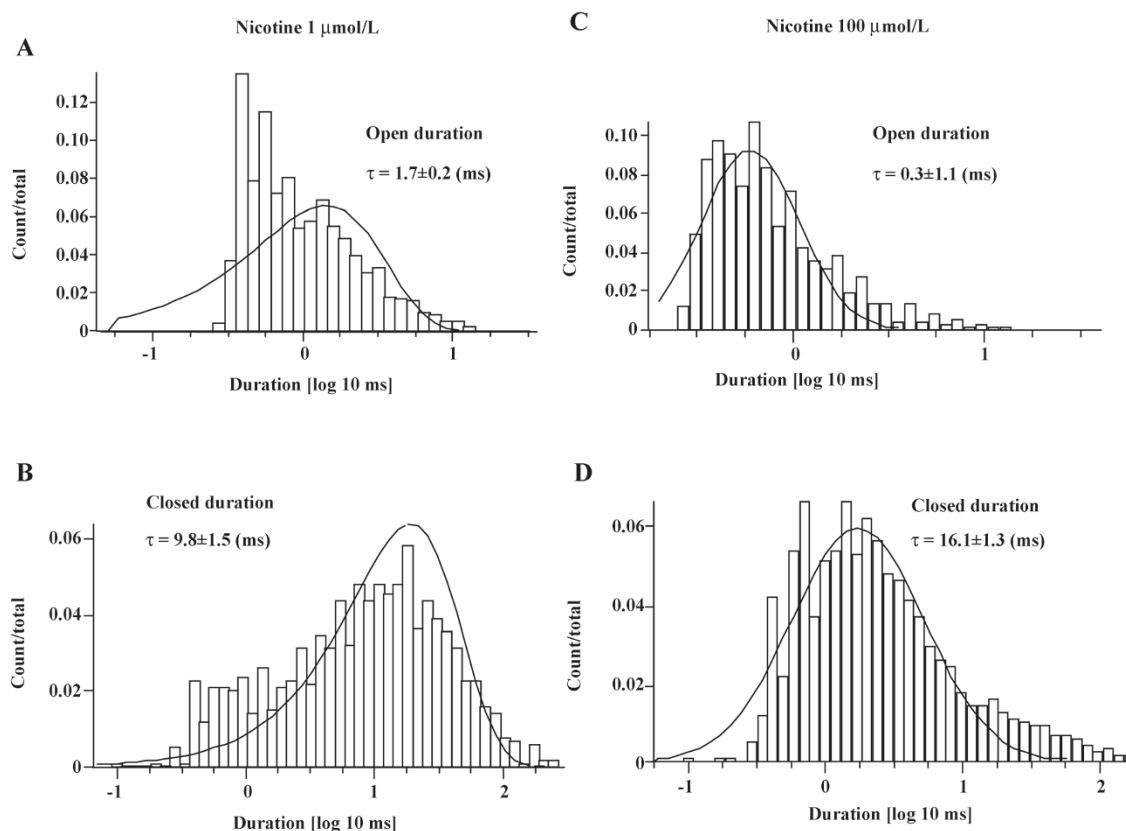 Nicotine 1 μmol/L
A
Open duration
τ = 1.7±0.2 (ms)
Count/total
0.12
0.10
0.08
0.06
0.04
0.02
0
-1
0
1
Duration [log 10 ms]
Nicotine 100 μmol/L
C
Open duration
τ = 0.3±1.1 (ms)
Count/total
0.10
0.08
0.06
0.04
0.02
0
0
1
Duration [log 10 ms]
B
Closed duration
τ = 9.8±1.5 (ms)
Count/total
0.06
0.04
0.02
0
-1
0
1
2
Duration [log 10 ms]
D
Closed duration
τ = 16.1±1.3 (ms)
Count/total
0.06
0.04
0.02
0
-1
0
1
2
Duration [log 10 ms]